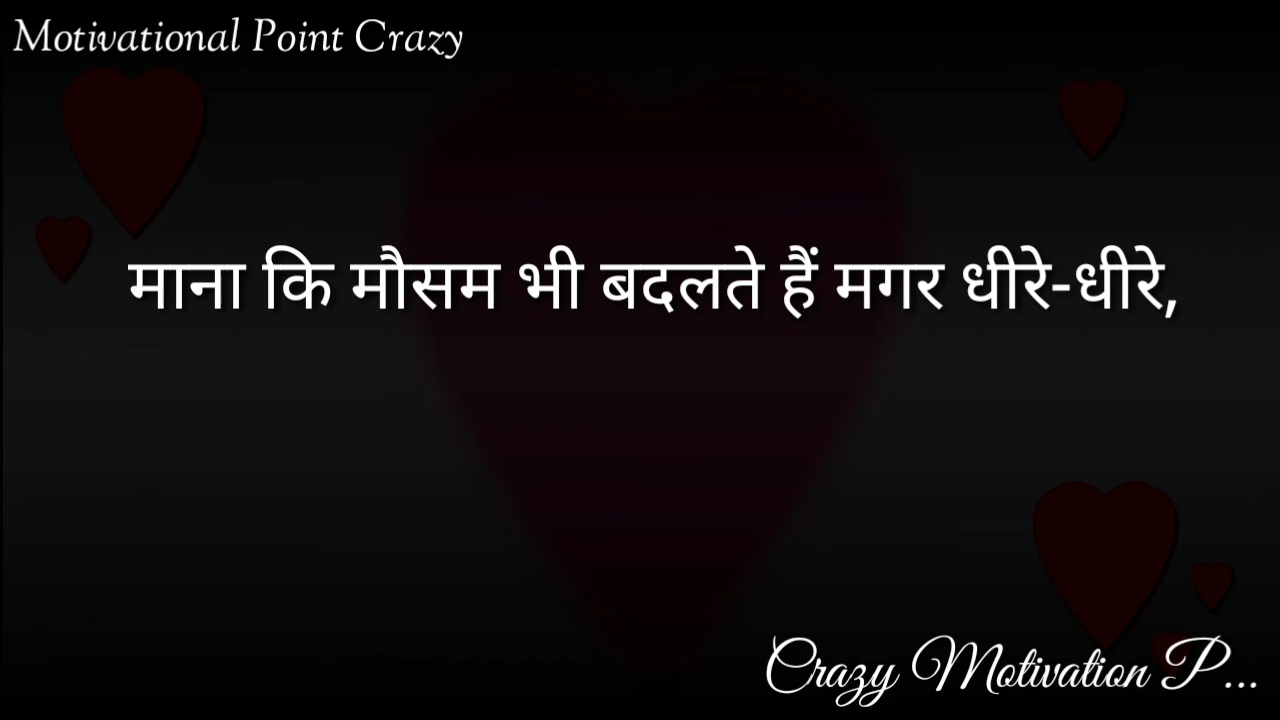 Motivational Point Crazy
माना कि मौसम भी बदलते हैं मगर धीरे-धीरे,
Crazy Motivation P...